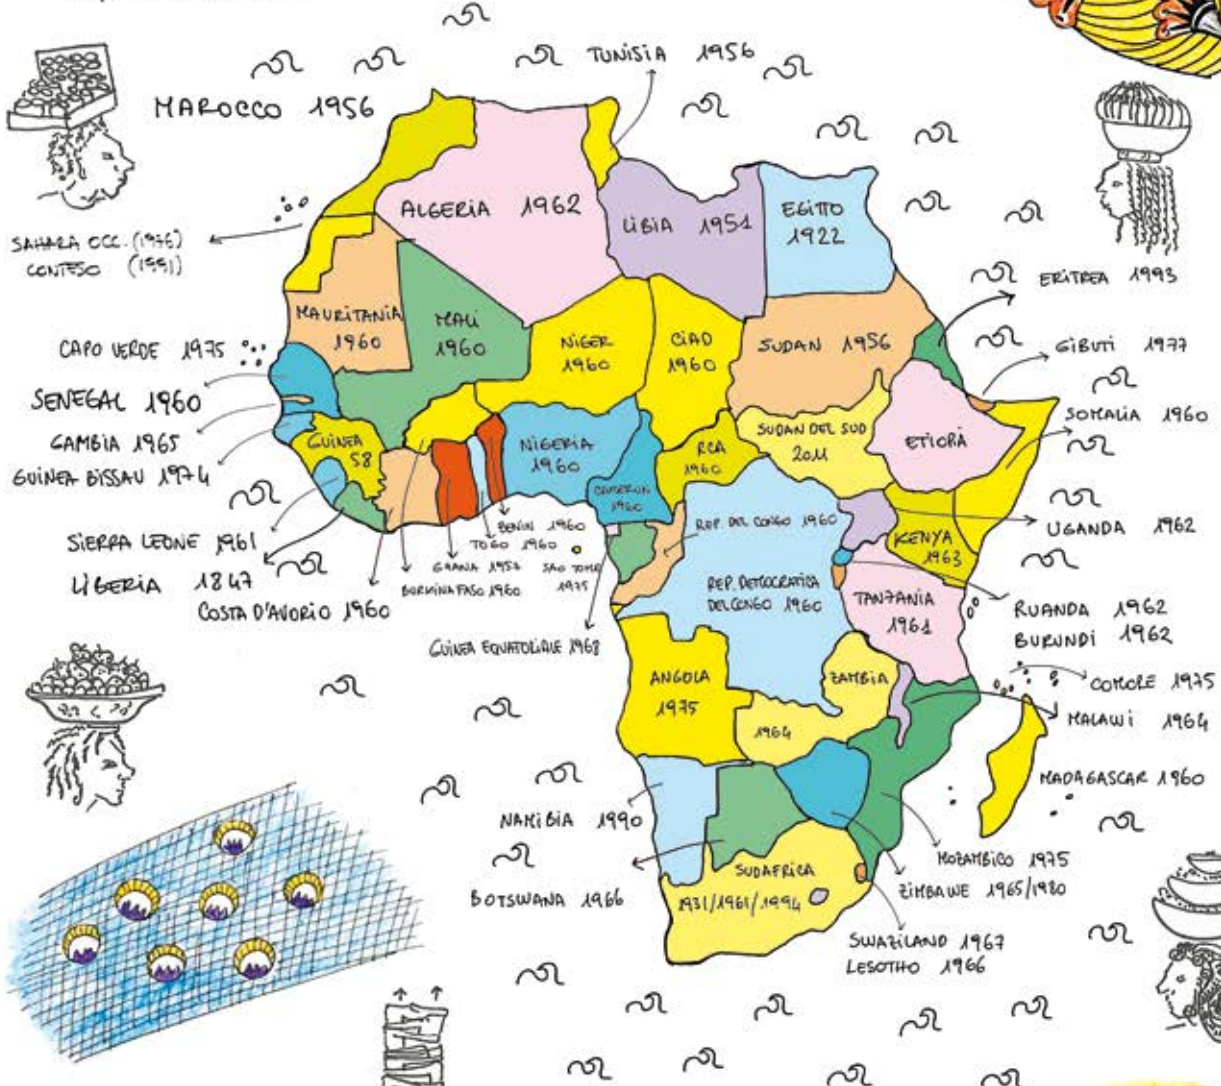 TUNISIA 1956
MAROCCO 1956
ALGERIA 1962
LIBIA 1951
EGITTO
1922
SAHARA OCC. (1976)
CONTESO (1991)
ERITREA 1993
MAURITANIA
1960
MALI
1960
NIGER
1960
CIAD
1960
SUDAN 1956
CAPO VERDE 1975
GIBUTI 1977
SENEGAL 1960
SOMALIA 1960
GAMBIA 1965
GUINEA
58
NIGERIA
1960
RCA
1960
SUDAN DEL SUD
2011
ETIOPA
GUINEA BISSAU 1974
CAMERUN
1960
UGANDA 1962
SIERRA LEONE 1961
BENIN 1960
REP. DEL CONGO 1960
KENYA
1963
TOGO 1960
LIBERIA 1847
GHANA 1957
SAO TOME
1975
BURKINA FASO 1960
COSTA D'AVORIO 1960
REP. DEMOCRATICA
DEL CONGO 1960
TANZANIA
1961
RUANDA 1962
BURUNDI 1962
GUINEA EQUATORIALE 1968
ANGOLA
1975
ZAMBIA
1964
COMORE 1975
MALAWI 1964
MADAGASCAR 1960
NAMIBIA 1990
MOZAMBICO 1975
BOTSWANA 1966
SUDAFRICA
1931/1961/1994
ZIMBAWE 1965/1980
SWAZILAND 1967
LESOTHO 1966